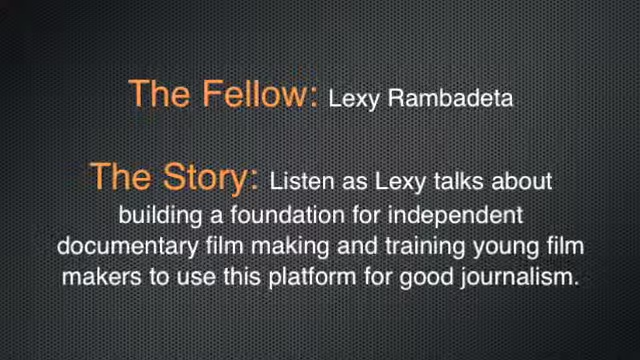 The Fellow: Lexy Rambadeta
The Story: Listen as Lexy talks about
building a foundation for independent
documentary film making and training young film
makers to use this platform for good journalism.